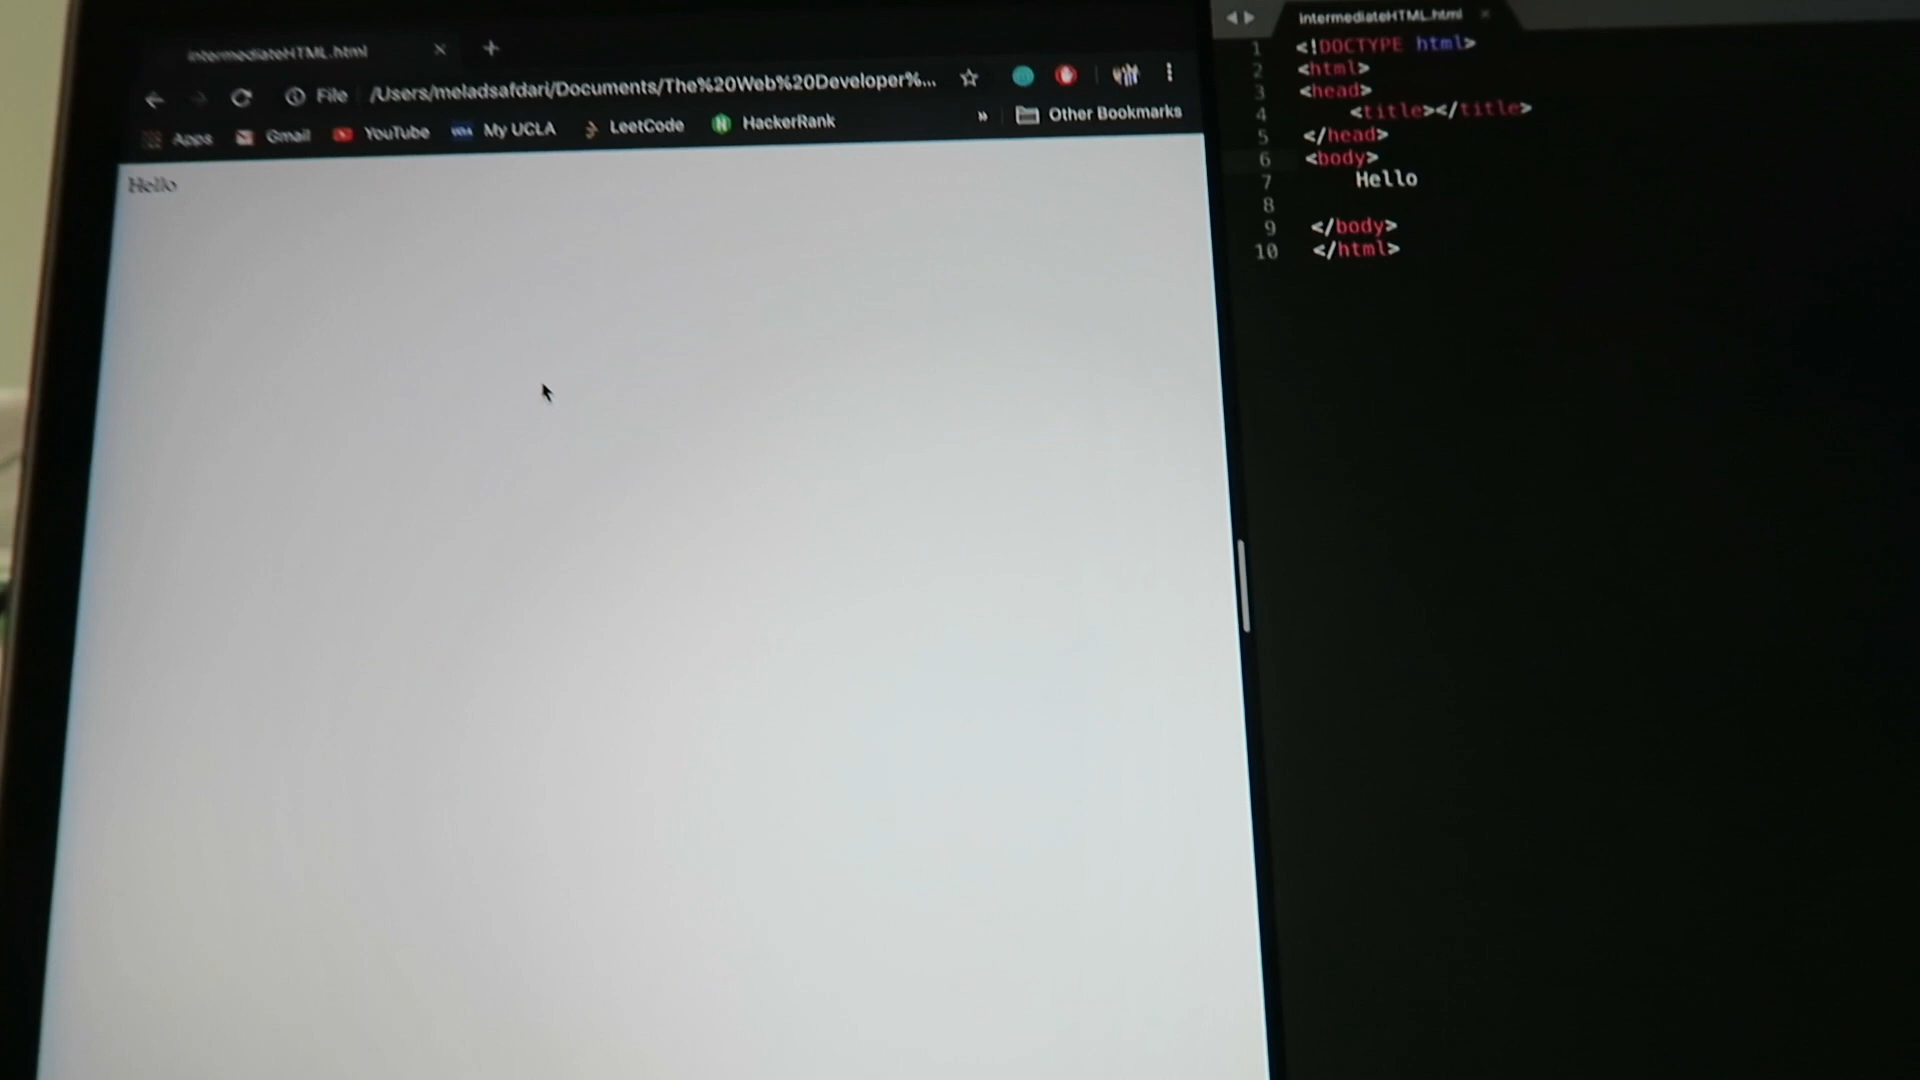 intermediateHTML.html
File /Users/meladsafdari/Documents/The%20Web%20Developer%...
Apps Gmail YouTube My UCLA LeetCode HackerRank » Other Bookmarks
Hello
intermediateHTML.html
1 <!DOCTYPE html>
2 <html>
3 <head>
4 <title></title>
5 </head>
6 <body>
7 Hello
8
9 </body>
10 </html>